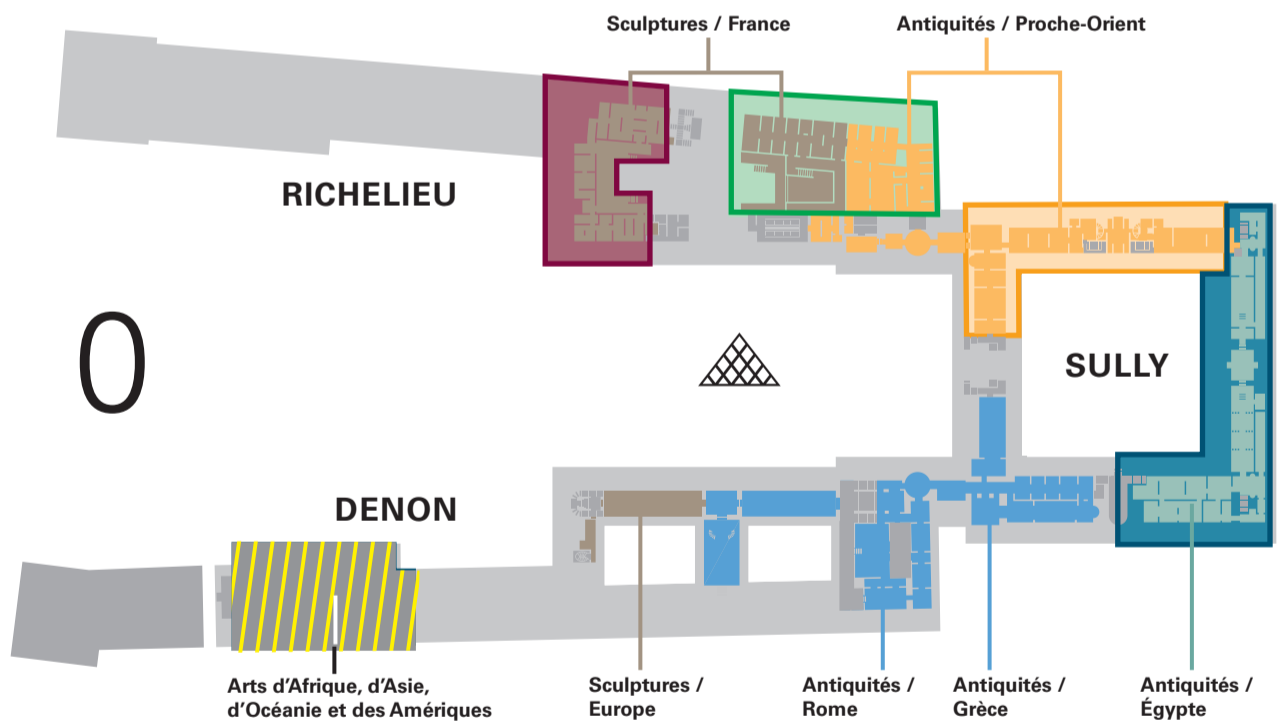 Sculptures / France
Antiquités / Proche-Orient
RICHELIEU
0
SULLY
DENON
Arts d’Afrique, d’Asie,
d’Océanie et des Amériques
Sculptures /
Europe
Antiquités /
Rome
Antiquités /
Grèce
Antiquités /
Égypte